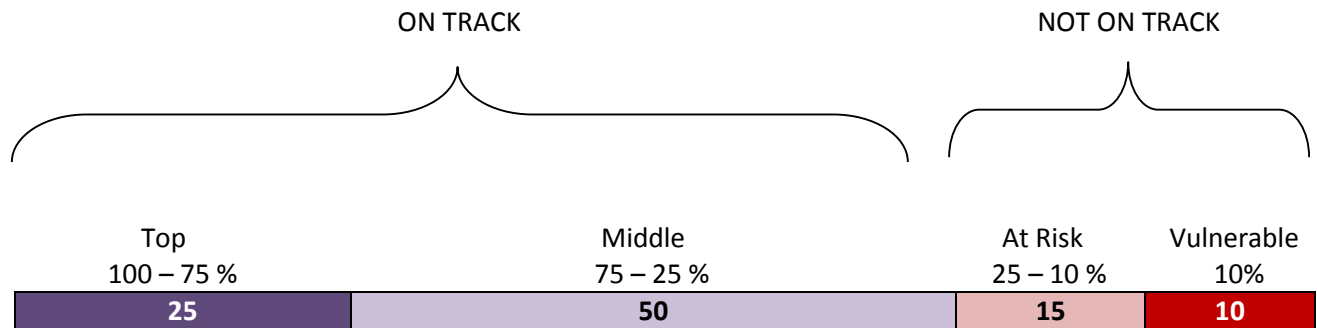 ON TRACK NOT ON TRACK
Top Middle At Risk Vulnerable
100 – 75 % 75 – 25 % 25 – 10 % 10%
25 50 15 10